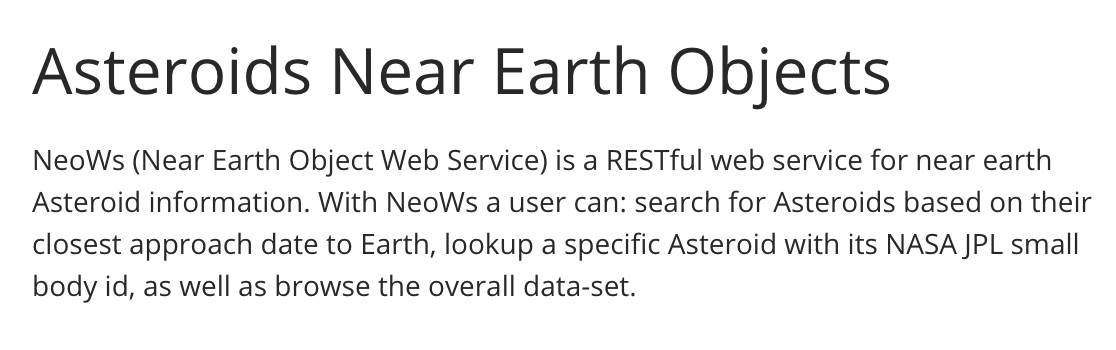 Asteroids Near Earth Objects
NeoWs (Near Earth Object Web Service) is a RESTful web service for near earth
Asteroid information. With NeoWs a user can: search for Asteroids based on their
closest approach date to Earth, lookup a specific Asteroid with its NASA JPL small
body id, as well as browse the overall data-set.